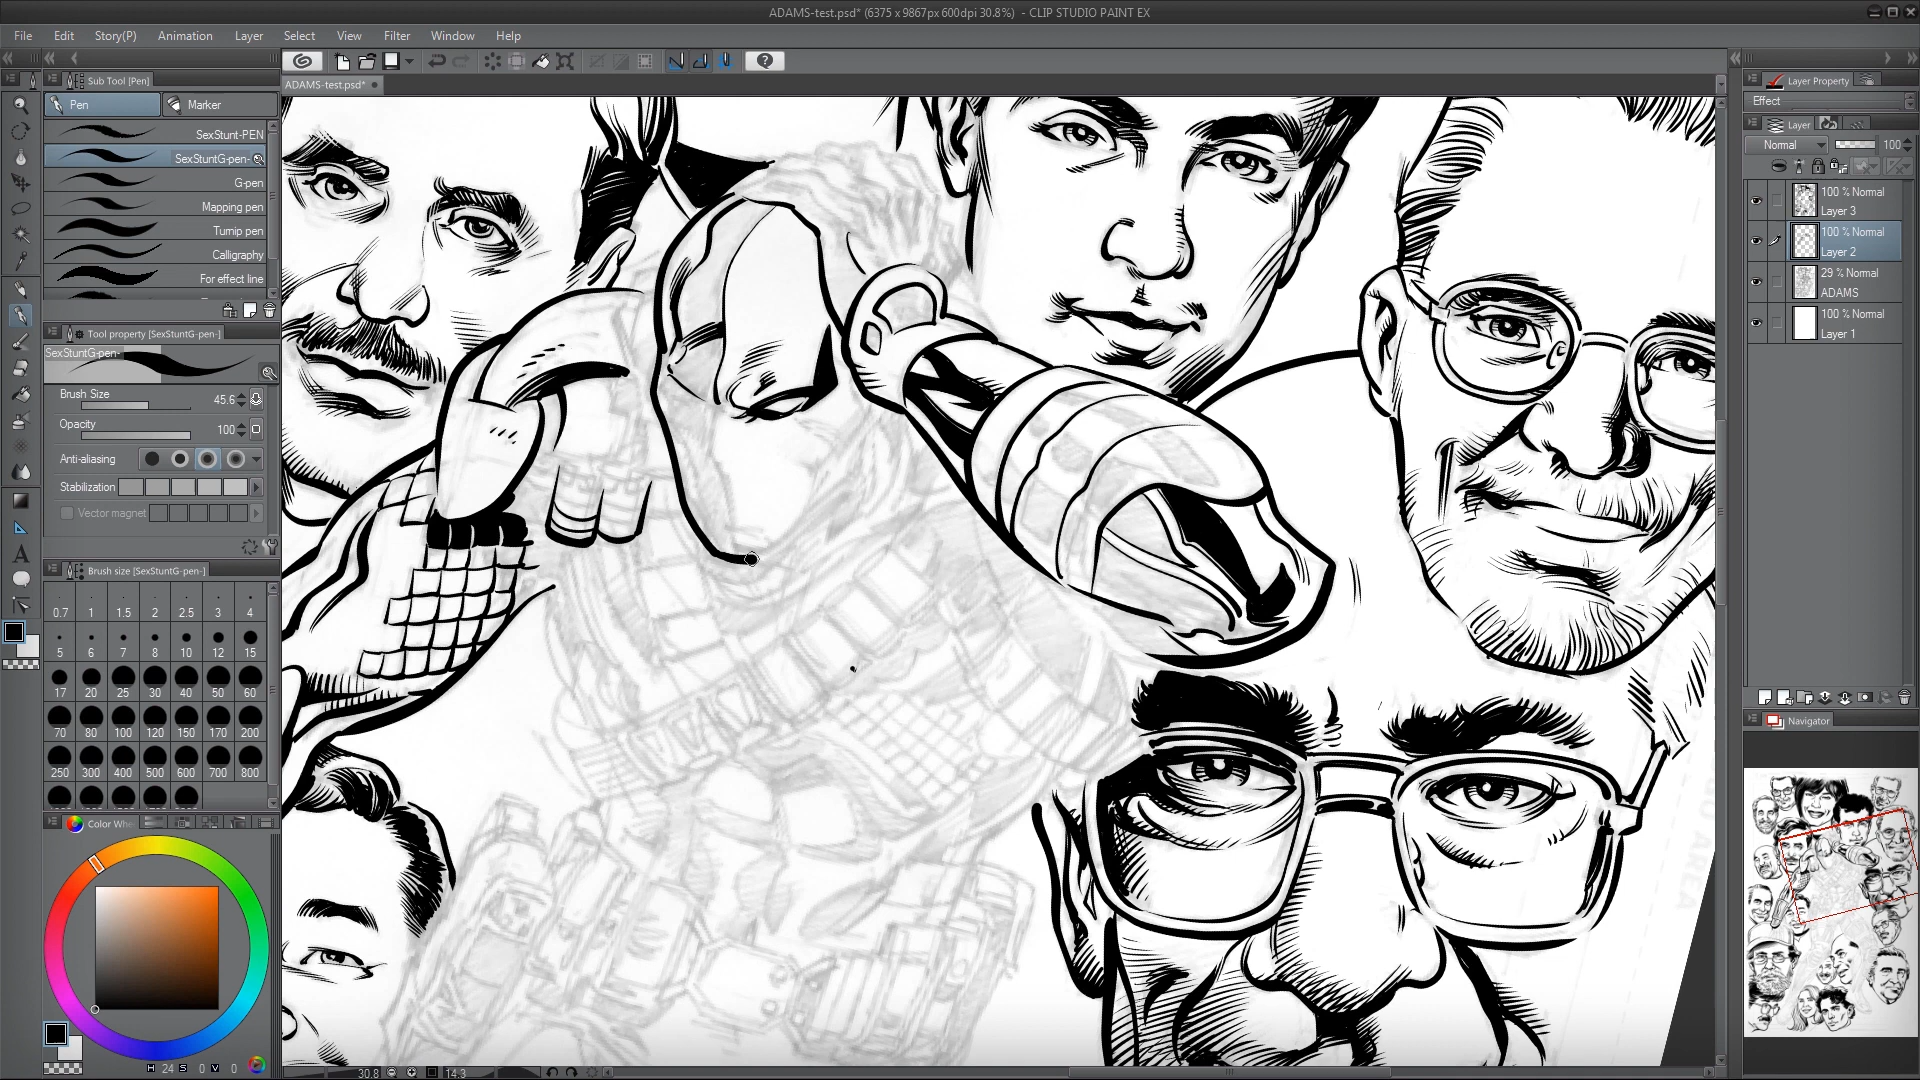 ADAMS-test.psd* (6375 x 9867px 600dpi 30.8%) - CLIP STUDIO PAINT EX
File Edit Story(P) Animation Layer Select View Filter Window Help
Sub Tool [Pen]
ADAMS-test.psd*
Pen Marker
SexStunt-PEN
SexStuntG-pen-
G-pen
Mapping pen
Turnip pen
Calligraphy
For effect line
Tool property [SexStuntG-pen-]
SexStuntG-pen-
Brush Size 45.6
Opacity 100
Anti-aliasing
Stabilization
Vector magnet
Brush size [SexStuntG-pen-]
0.7 1 1.5 2 2.5 3 4
5 6 7 8 10 12 15
17 20 25 30 40 50 60
70 80 100 120 150 170 200
250 300 400 500 600 700 800
Color Whe
H 24 S 0 V 0
30.8 14.3
Layer Property
Effect
Layer
Normal 100
100 % Normal
Layer 3
100 % Normal
Layer 2
29 % Normal
ADAMS
100 % Normal
Layer 1
Navigator